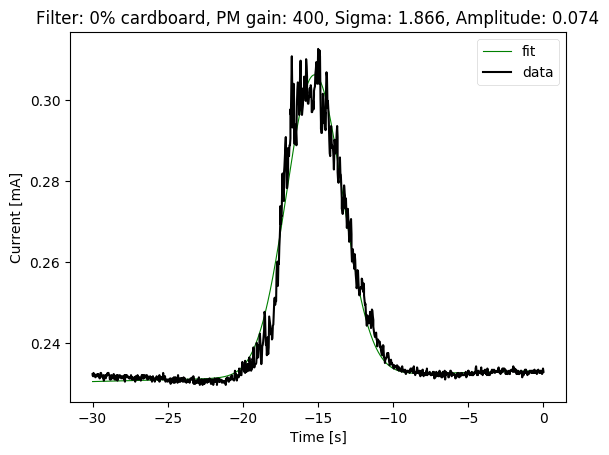 Filter: 0% cardboard, PM gain: 400, Sigma: 1.866, Amplitude: 0.074
fit
data
0.30
0.28
0.26
0.24
Current [mA]
−30
−25
−20
−15
−10
−5
0
Time [s]